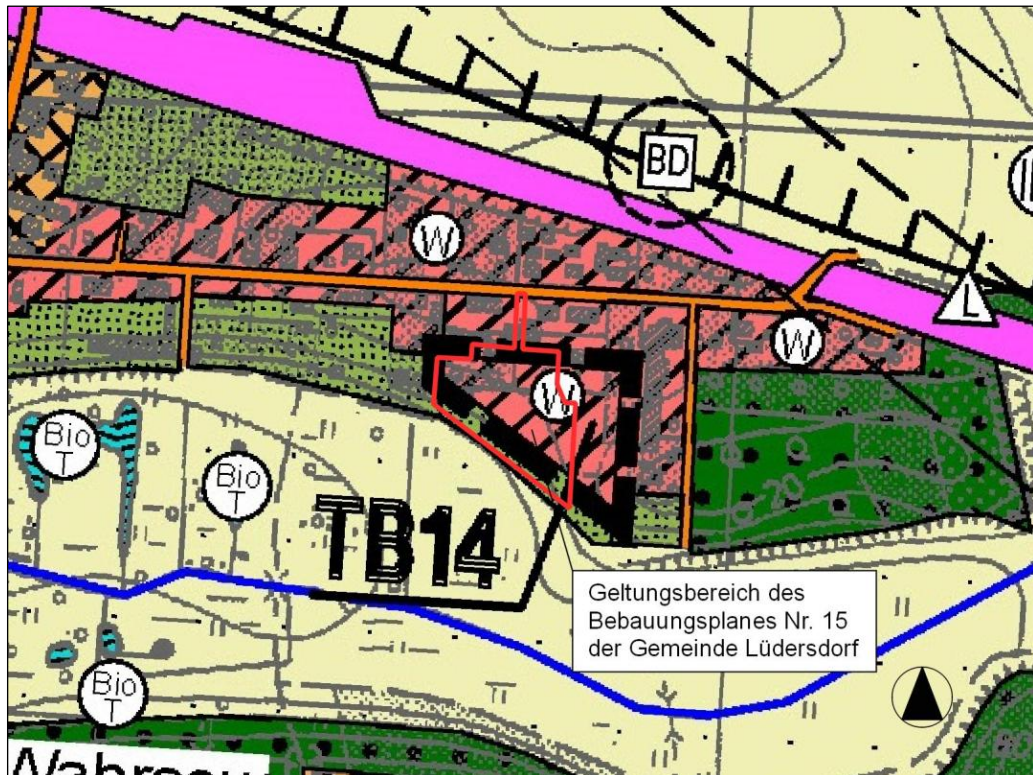 BD
W
L
W
W
Bio
T
Bio
T
TB14
Geltungsbereich des
Bebauungsplanes Nr. 15
der Gemeinde Lüdersdorf
Bio
T